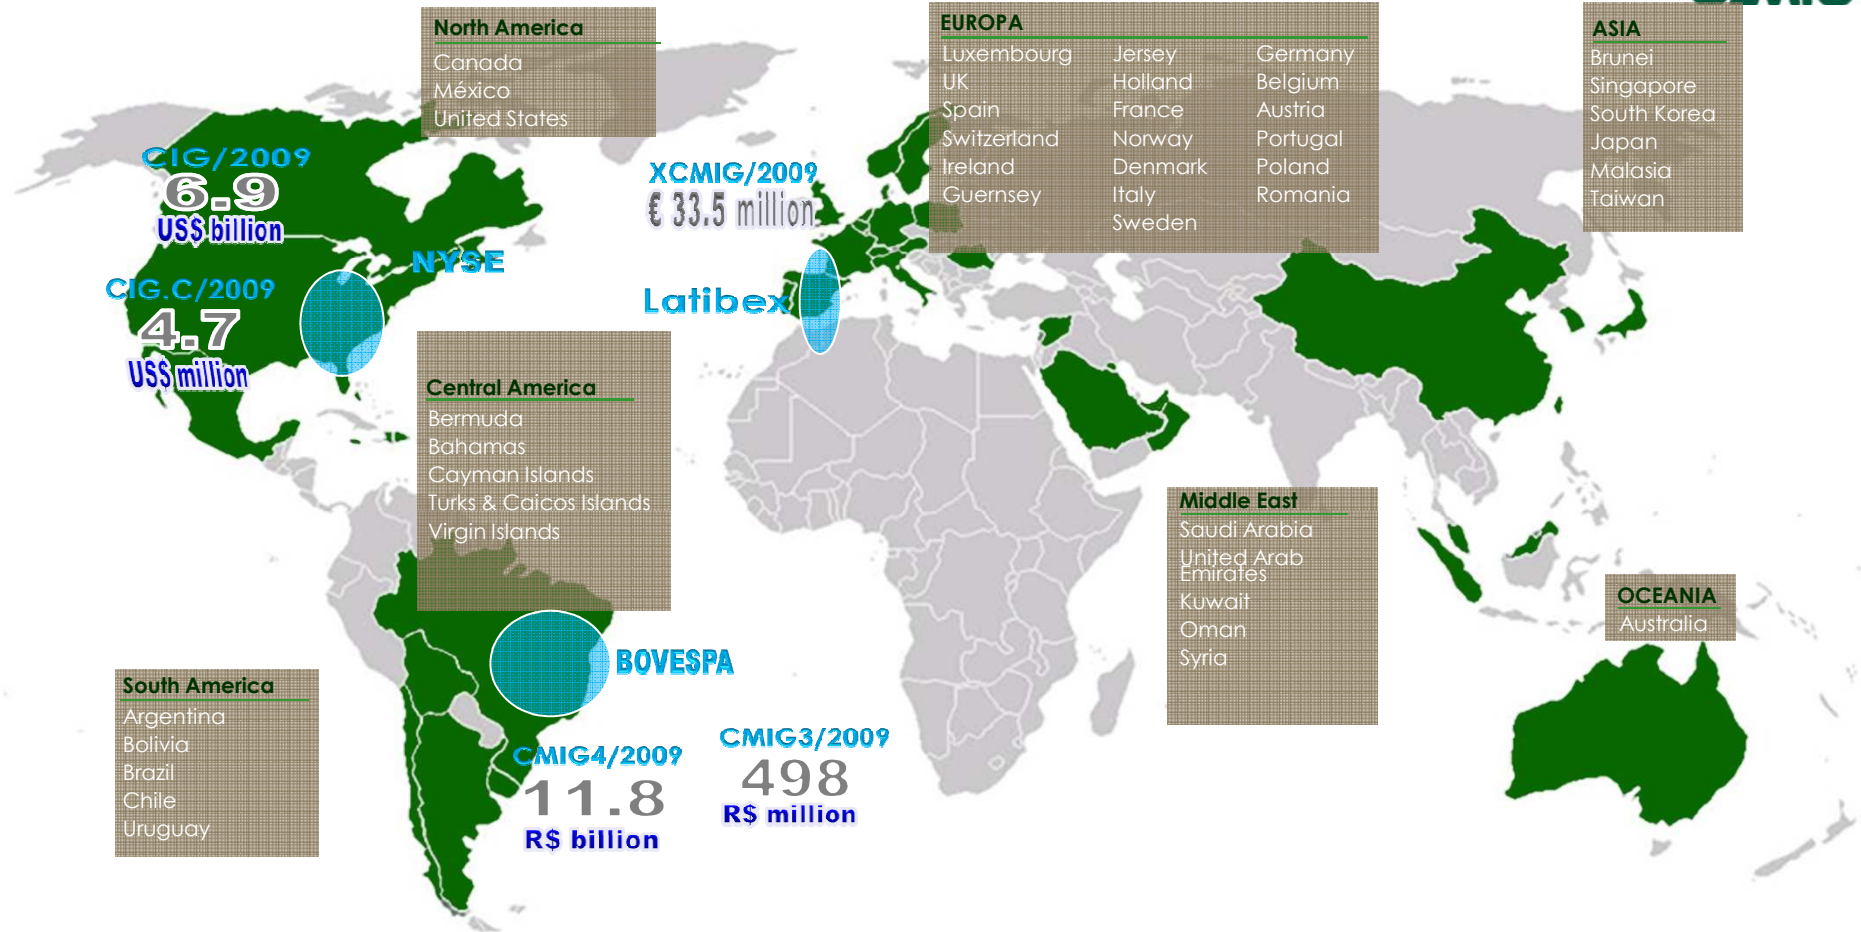 North America
Canada
México
United States
EUROPA
Luxembourg
UK
Spain
Switzerland
Ireland
Guernsey
Jersey
Holland
France
Norway
Denmark
Italy
Sweden
Germany
Belgium
Austria
Portugal
Poland
Romania
ASIA
Brunei
Singapore
South Korea
Japan
Malasia
Taiwan
CIG/2009
6.9
US$ billion
NYSE
CIG.C/2009
4.7
US$ million
XCMIG/2009
€ 33.5 million
Latibex
Central America
Bermuda
Bahamas
Cayman Islands
Turks & Caicos Islands
Virgin Islands
Middle East
Saudi Arabia
United Arab
Emirates
Kuwait
Oman
Syria
OCEANIA
Australia
South America
Argentina
Bolivia
Brazil
Chile
Uruguay
BOVESPA
CMIG4/2009
11.8
R$ billion
CMIG3/2009
498
R$ million